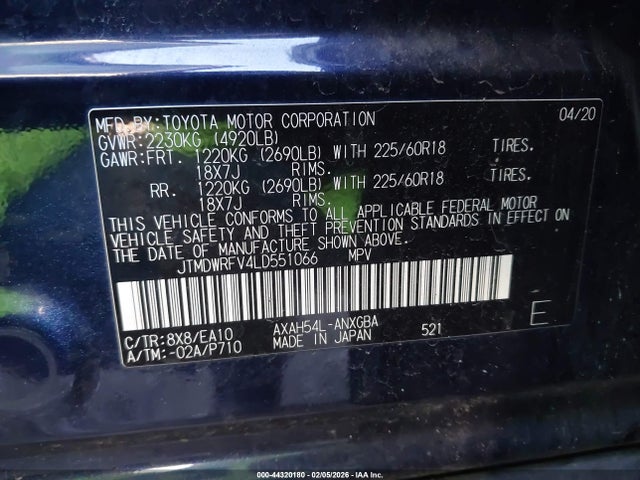 MFD. BY: TOYOTA MOTOR CORPORATION 04/20
GVWR: 2230KG (4920LB)
GAWR: FRT. 1220KG (2690LB) WITH 225/60R18 TIRES.
18X7J RIMS.
RR. 1220KG (2690LB) WITH 225/60R18 TIRES.
18X7J RIMS.
THIS VEHICLE CONFORMS TO ALL APPLICABLE FEDERAL MOTOR
VEHICLE SAFETY AND THEFT PREVENTION STANDARDS IN EFFECT ON
THE DATE OF MANUFACTURE SHOWN ABOVE.
JTMDWRFV4LD551066 MPV
C/TR: 8X8/EA10 AXAH54L-ANXGBA 521 E
A/TM: -02A/P710 MADE IN JAPAN
000-44320180 - 02/05/2026 - IAA Inc.